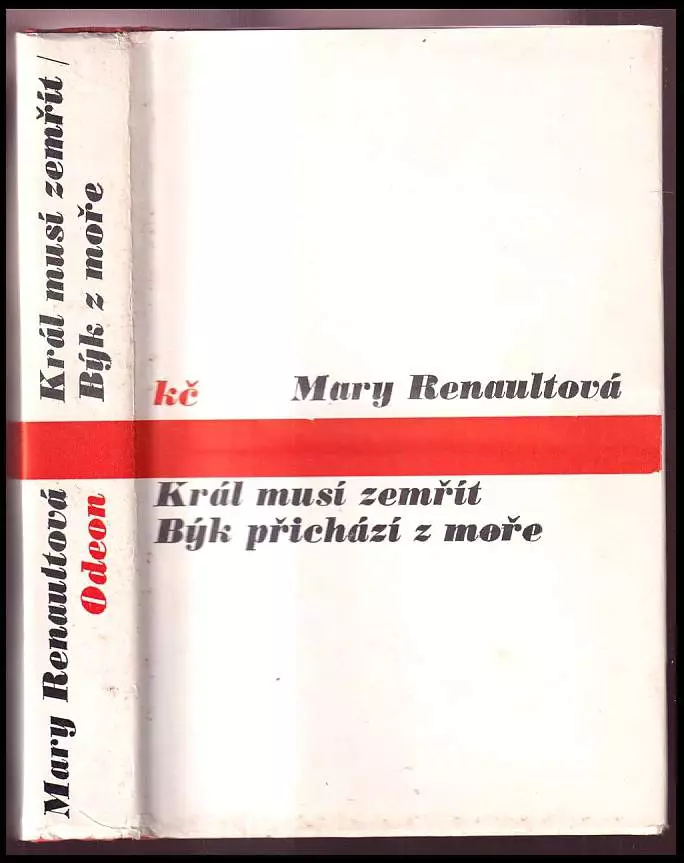 Král musí zemřít /
Býk z moře
Mary Renaultová
Odeon
kč
Mary Renaultová
Král musí zemřít
Býk přichází z moře